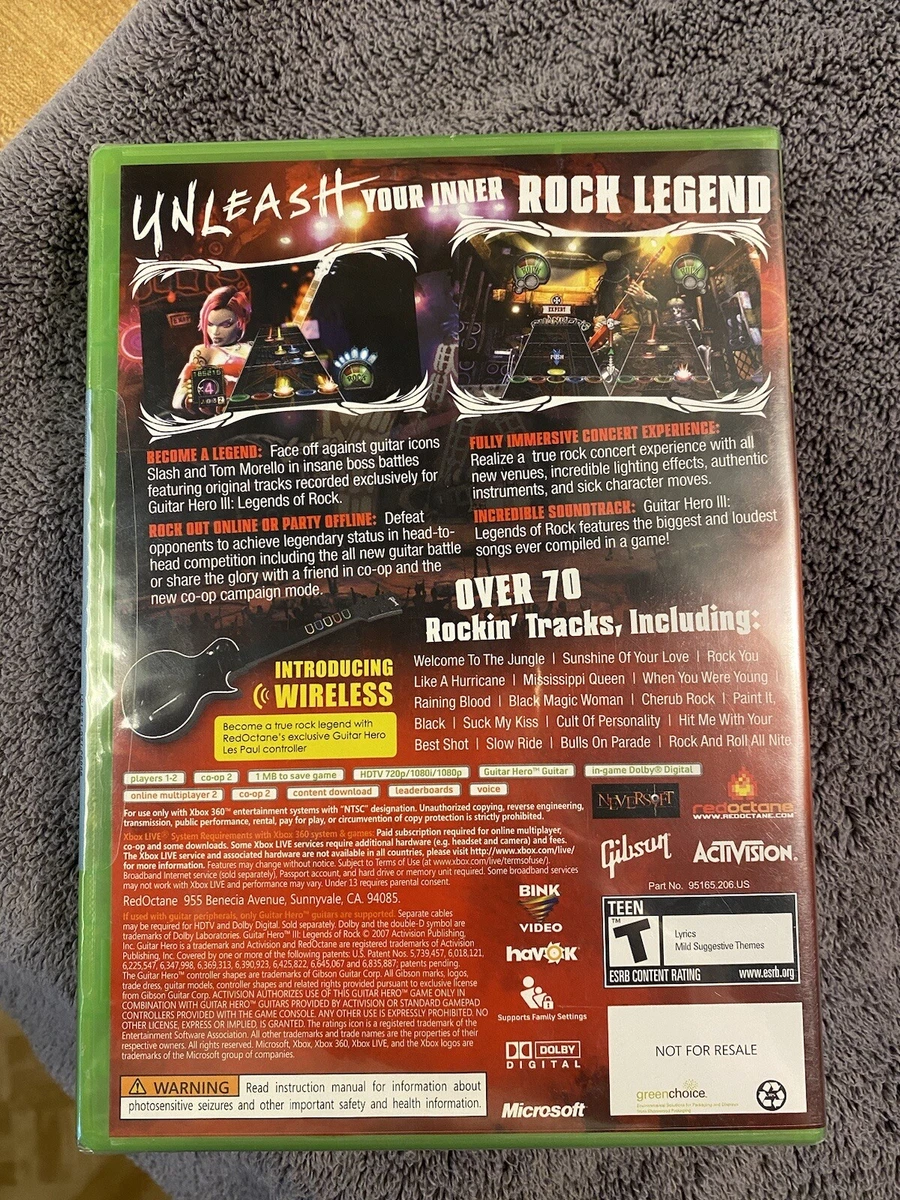 UNLEASH YOUR INNER ROCK LEGEND
EXPERT
ROCK
BECOME A LEGEND: Face off against guitar icons
Slash and Tom Morello in insane boss battles
featuring original tracks recorded exclusively for
Guitar Hero III: Legends of Rock.
ROCK OUT ONLINE OR PARTY OFFLINE: Defeat
opponents to achieve legendary status in head-to-
head competition including the all new guitar battle
or share the glory with a friend in co-op and the
new co-op campaign mode.
FULLY IMMERSIVE CONCERT EXPERIENCE:
Realize a true rock concert experience with all
new venues, incredible lighting effects, authentic
instruments, and sick character moves.
INCREDIBLE SOUNDTRACK: Guitar Hero III:
Legends of Rock features the biggest and loudest
songs ever compiled in a game!
OVER 70
Rockin' Tracks, Including:
Welcome To The Jungle | Sunshine Of Your Love | Rock You
Like A Hurricane | Mississippi Queen | When You Were Young |
Raining Blood | Black Magic Woman | Cherub Rock | Paint It,
Black | Suck My Kiss | Cult Of Personality | Hit Me With Your
Best Shot | Slow Ride | Bulls On Parade | Rock And Roll All Nite
INTRODUCING
WIRELESS
Become a true rock legend with
RedOctane's exclusive Guitar Hero
Les Paul controller
players 1-2 co-op 2 1 MB to save game HDTV 720p/1080i/1080p Guitar Hero™ Guitar in-game Dolby® Digital
online multiplayer 2 co-op 2 content download leaderboards voice
For use only with Xbox 360™ entertainment systems with "NTSC" designation. Unauthorized copying, reverse engineering,
transmission, public performance, rental, pay for play, or circumvention of copy protection is strictly prohibited.
Xbox LIVE® System Requirements with Xbox 360 system & games: Paid subscription required for online multiplayer,
co-op and some downloads. Some Xbox LIVE services require additional hardware (e.g. headset and camera) and fees.
The Xbox LIVE service and associated hardware are not available in all countries, please visit http://www.xbox.com/live/
for more information. Features may change without notice. Subject to Terms of Use (at www.xbox.com/live/termsofuse).
Broadband Internet service (sold separately), Passport account, and hard drive or memory unit required. Some broadband services
may not work with Xbox LIVE and performance may vary. Under 13 requires parental consent.
RedOctane 955 Benecia Avenue, Sunnyvale, CA. 94085.
If used with guitar peripherals, only Guitar Hero™ guitars are supported. Separate cables
may be required for HDTV and Dolby Digital. Sold separately. Dolby and the double-D symbol are
trademarks of Dolby Laboratories. Guitar Hero™ III: Legends of Rock © 2007 Activision Publishing,
Inc. Guitar Hero is a trademark and Activision and RedOctane are registered trademarks of Activision
Publishing, Inc. Covered by one or more of the following patents: U.S. Patent Nos. 5,739,457, 6,018,121,
6,225,547, 6,347,998, 6,369,313, 6,390,923, 6,425,822, 6,645,067 and 6,835,887; patents pending.
The Guitar Hero™ controller shapes are trademarks of Gibson Guitar Corp. All Gibson marks, logos,
trade dress, guitar models, controller shapes and related rights provided pursuant to exclusive license
from Gibson Guitar Corp. ACTIVISION AUTHORIZES USE OF THIS GUITAR HERO™ GAME ONLY IN
COMBINATION WITH GUITAR HERO™ GUITARS PROVIDED BY ACTIVISION OR STANDARD GAMEPAD
CONTROLLERS PROVIDED WITH THE GAME CONSOLE. ANY OTHER USE IS EXPRESSLY PROHIBITED. NO
OTHER LICENSE, EXPRESS OR IMPLIED, IS GRANTED. The ratings icon is a registered trademark of the
Entertainment Software Association. All other trademarks and trade names are the properties of their
respective owners. All rights reserved. Microsoft, Xbox, Xbox 360, Xbox LIVE, and the Xbox logos are
trademarks of the Microsoft group of companies.
WARNING Read instruction manual for information about
photosensitive seizures and other important safety and health information.
BINK
VIDEO
havok
Supports Family Settings
DOLBY
DIGITAL
Microsoft
NEVERSOFT
redoctane
WWW.REDOCTANE.COM
Gibson
ACTIVISION®
Part No. 95165.206.US
TEEN
T
TM
Lyrics
Mild Suggestive Themes
ESRB CONTENT RATING www.esrb.org
NOT FOR RESALE
greenchoice